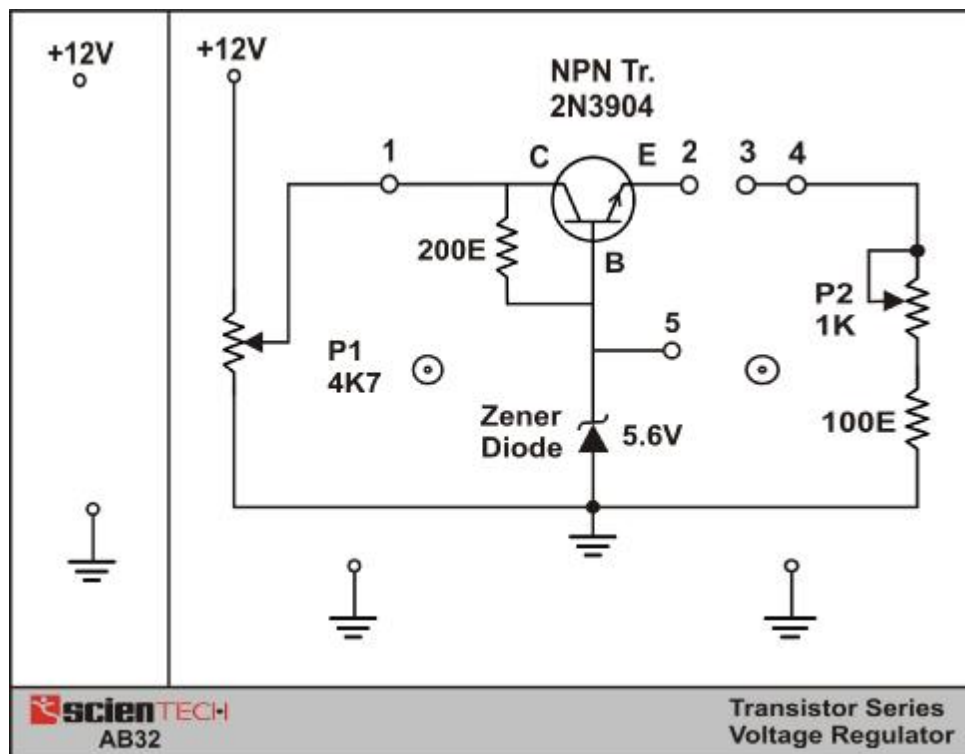 +12V
+12V
NPN Tr.
2N3904
1
C
E
2
3
4
200E
B
P2
1K
5
P1
4K7
Zener
Diode
5.6V
100E
scienTECH
AB32
Transistor Series
Voltage Regulator